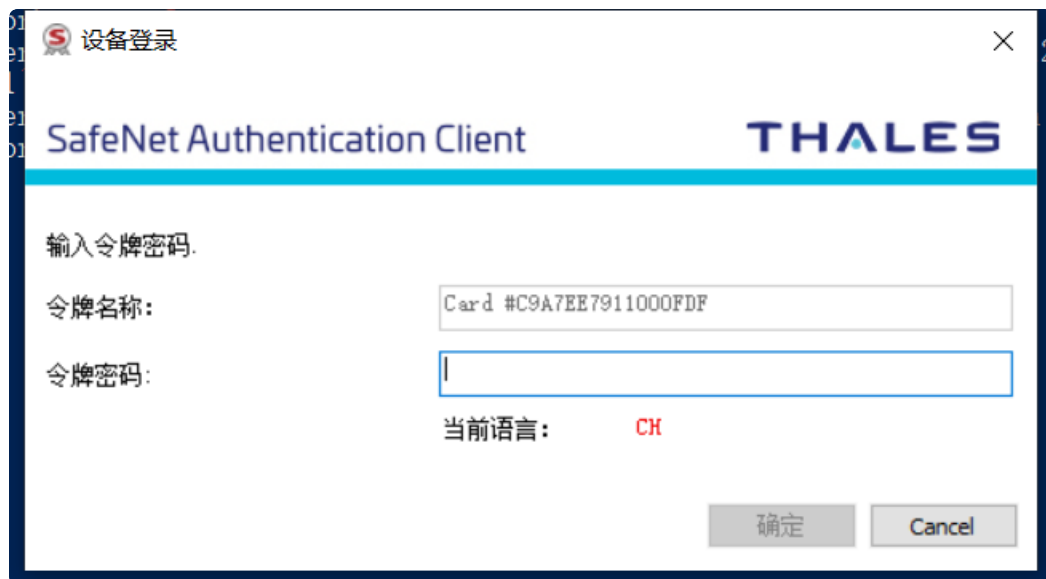 设备登录
SafeNet Authentication Client
THALES
输入令牌密码.
令牌名称:
Card #C9A7EE7911000FDF
令牌密码:
当前语言: CH
确定
Cancel